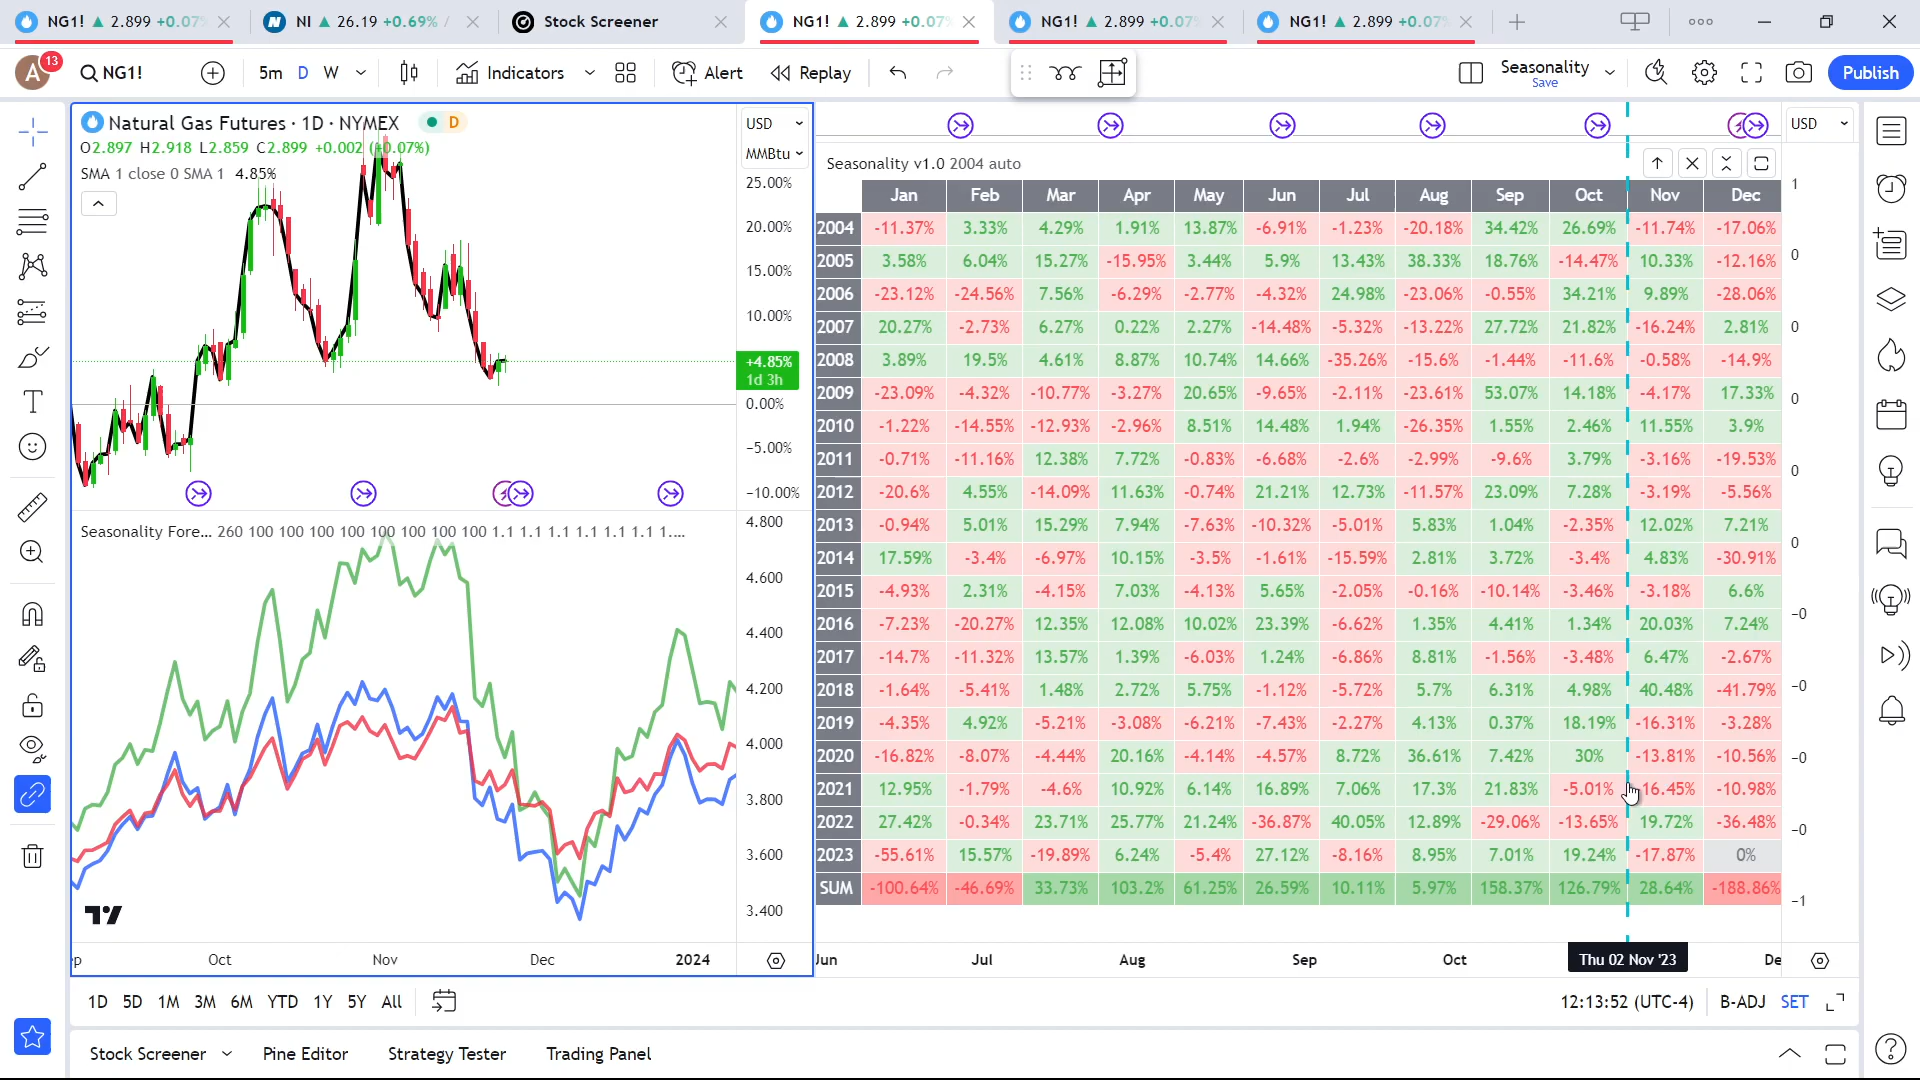 NG1! ▲ 2.899 +0.07
NI ▲ 26.19 +0.69% /
Stock Screener
NG1! ▲ 2.899 +0.07
NG1! ▲ 2.899 +0.07
NG1! ▲ 2.899 +0.07
A 13 NG1! 5m D W Indicators Alert Replay Seasonality Save Publish
Natural Gas Futures · 1D · NYMEX D
O2.897 H2.918 L2.859 C2.899 +0.002 (+0.07%)
SMA 1 close 0 SMA 1 4.85%
USD
MMBtu
25.00%
20.00%
15.00%
10.00%
+4.85%
1d 3h
0.00%
−5.00%
−10.00%
Seasonality Fore... 260 100 100 100 100 100 100 100 100 1.1 1.1 1.1 1.1 1.1 1.1 1....
4.800
4.600
4.400
4.200
4.000
3.800
3.600
3.400
Oct Nov Dec 2024
USD
Seasonality v1.0 2004 auto
Jan Feb Mar Apr May Jun Jul Aug Sep Oct Nov Dec
2004 -11.37% 3.33% 4.29% 1.91% 13.87% -6.91% -1.23% -20.18% 34.42% 26.69% -11.74% -17.06%
2005 3.58% 6.04% 15.27% -15.95% 3.44% 5.9% 13.43% 38.33% 18.76% -14.47% 10.33% -12.16%
2006 -23.12% -24.56% 7.56% -6.29% -2.77% -4.32% 24.98% -23.06% -0.55% 34.21% 9.89% -28.06%
2007 20.27% -2.73% 6.27% 0.22% 2.27% -14.48% -5.32% -13.22% 27.72% 21.82% -16.24% 2.81%
2008 3.89% 19.5% 4.61% 8.87% 10.74% 14.66% -35.26% -15.6% -1.44% -11.6% -0.58% -14.9%
2009 -23.09% -4.32% -10.77% -3.27% 20.65% -9.65% -2.11% -23.61% 53.07% 14.18% -4.17% 17.33%
2010 -1.22% -14.55% -12.93% -2.96% 8.51% 14.48% 1.94% -26.35% 1.55% 2.46% 11.55% 3.9%
2011 -0.71% -11.16% 12.38% 7.72% -0.83% -6.68% -2.6% -2.99% -9.6% 3.79% -3.16% -19.53%
2012 -20.6% 4.55% -14.09% 11.63% -0.74% 21.21% 12.73% -11.57% 23.09% 7.28% -3.19% -5.56%
2013 -0.94% 5.01% 15.29% 7.94% -7.63% -10.32% -5.01% 5.83% 1.04% -2.35% 12.02% 7.21%
2014 17.59% -3.4% -6.97% 10.15% -3.5% -1.61% -15.59% 2.81% 3.72% -3.4% 4.83% -30.91%
2015 -4.93% 2.31% -4.15% 7.03% -4.13% 5.65% -2.05% -0.16% -10.14% -3.46% -3.18% 6.6%
2016 -7.23% -20.27% 12.35% 12.08% 10.02% 23.39% -6.62% 1.35% 4.41% 1.34% 20.03% 7.24%
2017 -14.7% -11.32% 13.57% 1.39% -6.03% 1.24% -6.86% 8.81% -1.56% -3.48% 6.47% -2.67%
2018 -1.64% -5.41% 1.48% 2.72% 5.75% -1.12% -5.72% 5.7% 6.31% 4.98% 40.48% -41.79%
2019 -4.35% 4.92% -5.21% -3.08% -6.21% -7.43% -2.27% 4.13% 0.37% 18.19% -16.31% -3.28%
2020 -16.82% -8.07% -4.44% 20.16% -4.14% -4.57% 8.72% 36.61% 7.42% 30% -13.81% -10.56%
2021 12.95% -1.79% -4.6% 10.92% 6.14% 16.89% 7.06% 17.3% 21.83% -5.01% -16.45% -10.98%
2022 27.42% -0.34% 23.71% 25.77% 21.24% -36.87% 40.05% 12.89% -29.06% -13.65% 19.72% -36.48%
2023 -55.61% 15.57% -19.89% 6.24% -5.4% 27.12% -8.16% 8.95% 7.01% 19.24% -17.87% 0%
SUM -100.64% -46.69% 33.73% 103.2% 61.25% 26.59% 10.11% 5.97% 158.37% 126.79% 28.64% -188.86%
1
0
0
0
0
0
−0
−0
−0
−0
−1
Jun Jul Aug Sep Oct Thu 02 Nov '23 De
1D 5D 1M 3M 6M YTD 1Y 5Y All 12:13:52 (UTC-4) B-ADJ SET
Stock Screener Pine Editor Strategy Tester Trading Panel